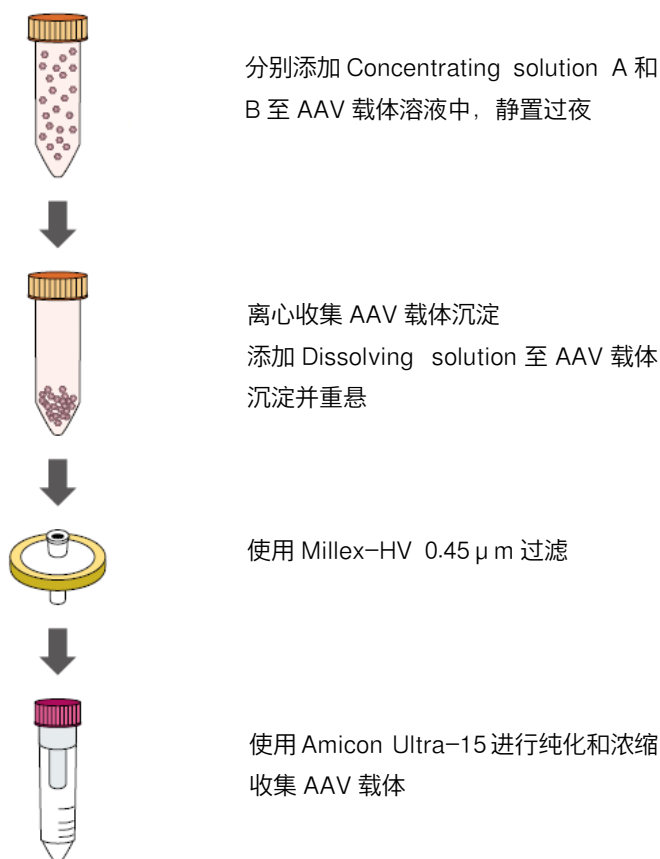 分别添加 Concentrating solution A 和
B 至 AAV 载体溶液中，静置过夜
离心收集 AAV 载体沉淀
添加 Dissolving solution 至 AAV 载体
沉淀并重悬
使用 Millex-HV 0.45μm 过滤
使用 Amicon Ultra-15 进行纯化和浓缩
收集 AAV 载体